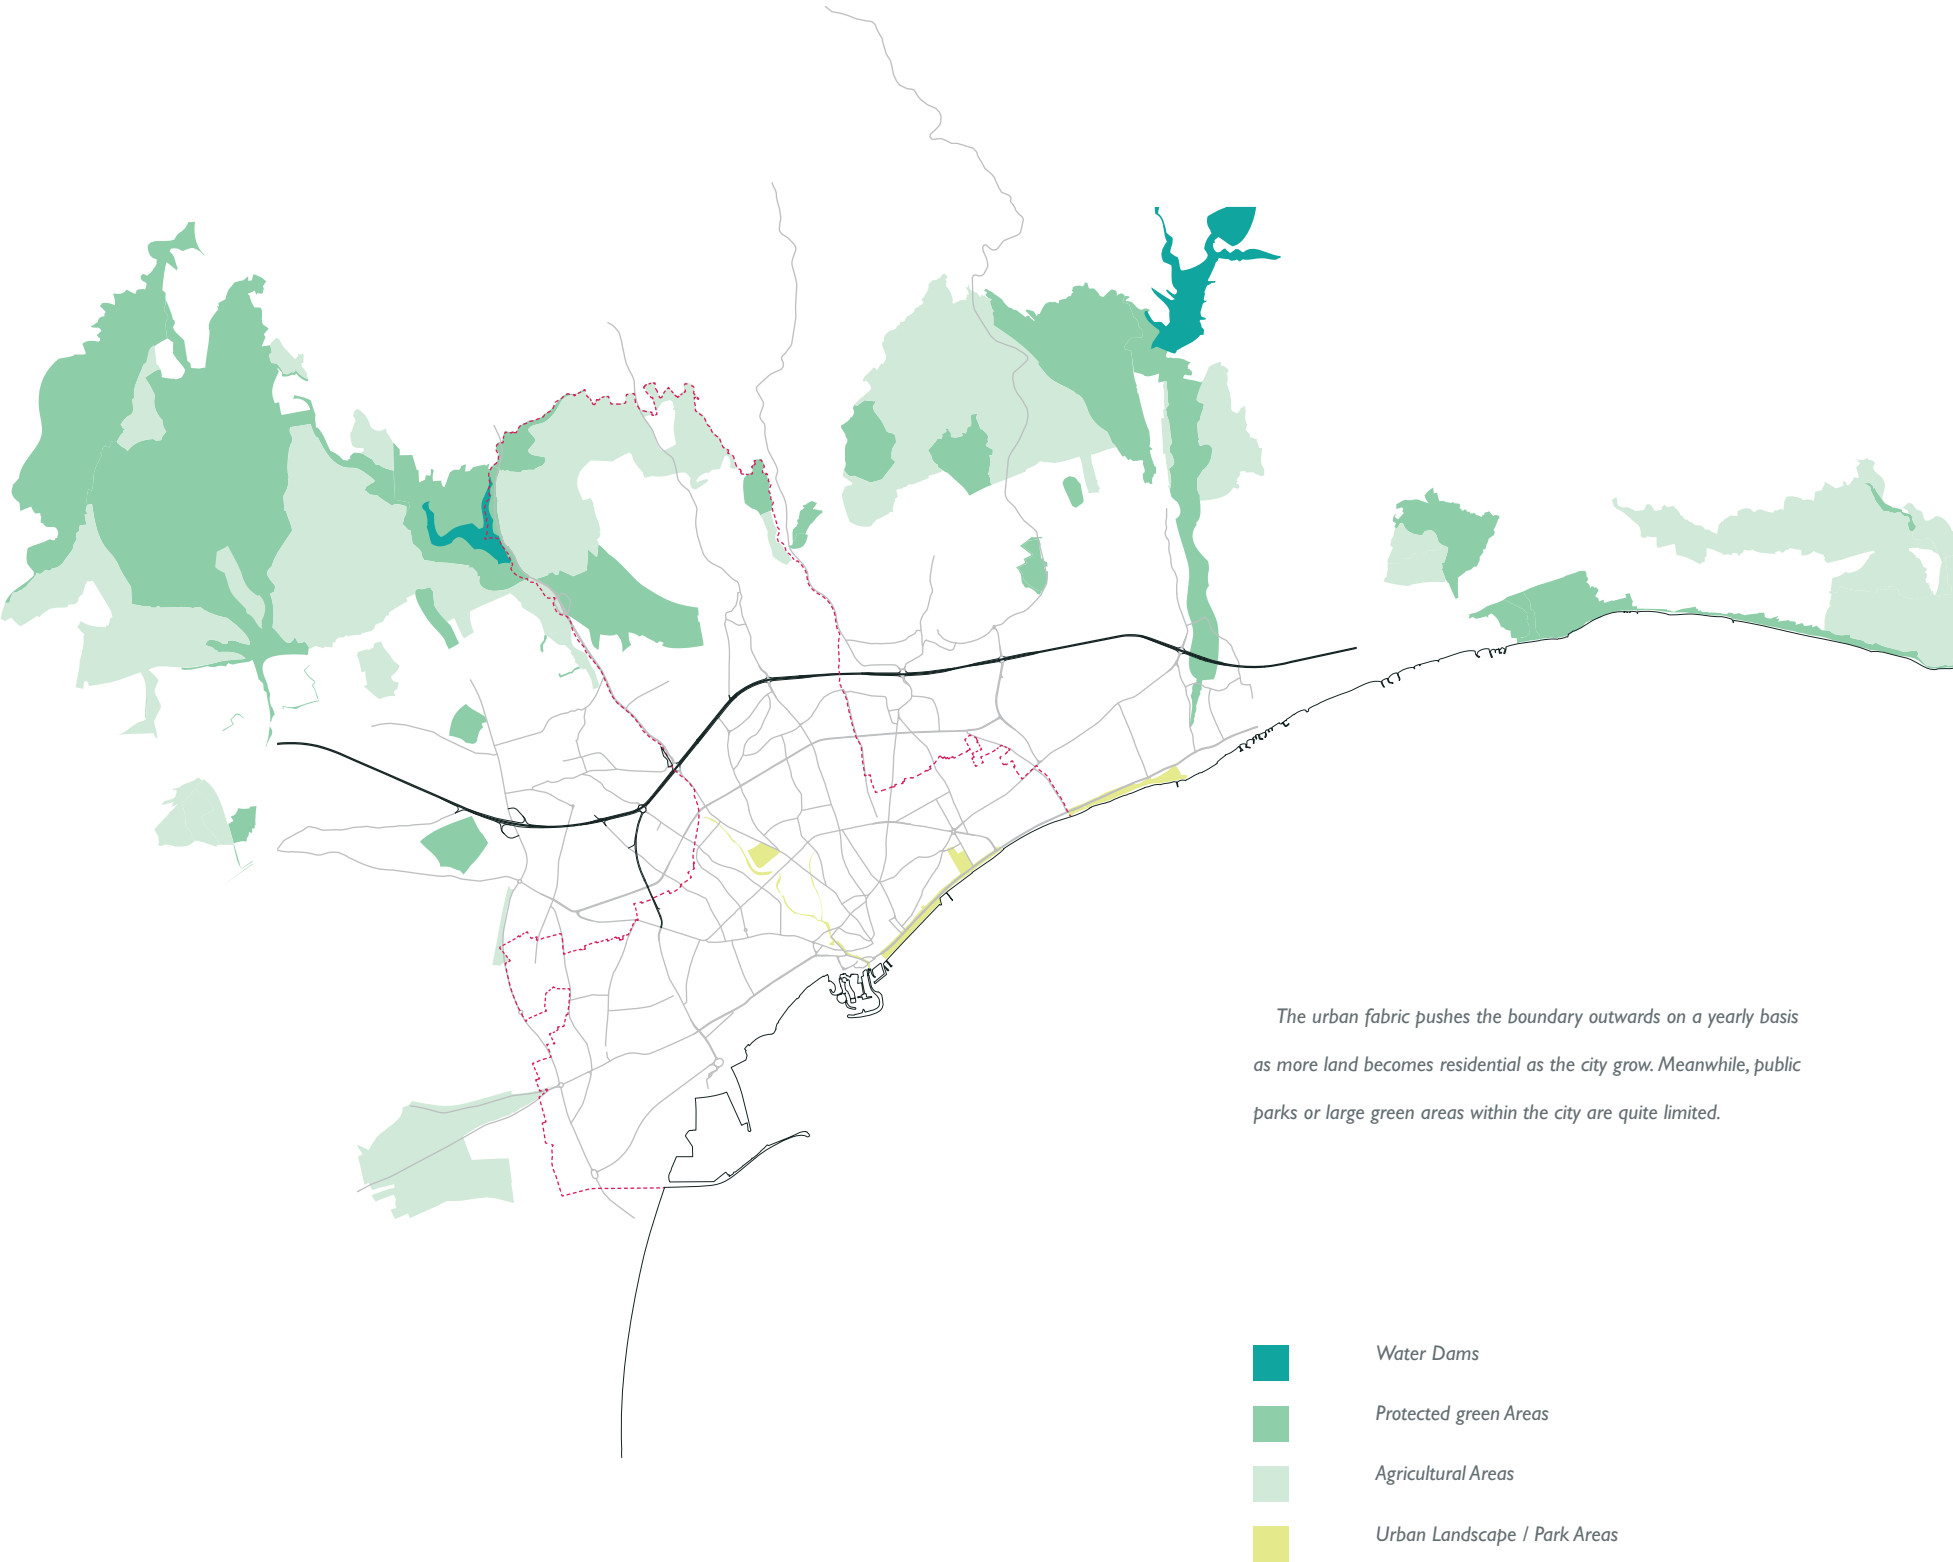 The urban fabric pushes the boundary outwards on a yearly basis
as more land becomes residential as the city grow. Meanwhile, public
parks or large green areas within the city are quite limited.
Water Dams
Protected green Areas
Agricultural Areas
Urban Landscape / Park Areas